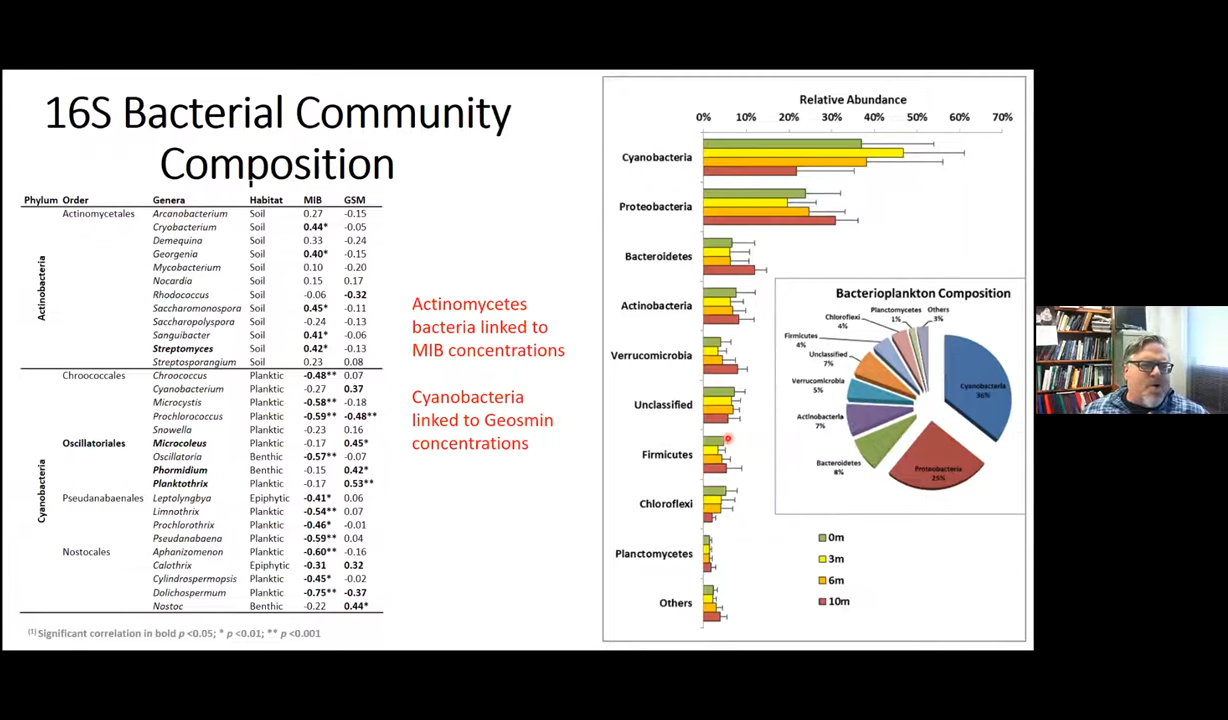 16S Bacterial Community
Composition
Phylum Order Genera Habitat MIB GSM
Actinobacteria
Actinomycetales Arcanobacterium Soil 0.27 -0.15
Cryobacterium Soil 0.44* -0.05
Demequina Soil 0.33 -0.24
Georgenia Soil 0.40* -0.15
Mycobacterium Soil 0.10 -0.20
Nocardia Soil 0.15 0.17
Rhodococcus Soil -0.06 -0.32
Saccharomonospora Soil 0.45* -0.11
Saccharopolyspora Soil -0.24 -0.13
Sanguibacter Soil 0.41* -0.06
Streptomyces Soil 0.42* -0.13
Streptosporangium Soil 0.23 0.08
Cyanobacteria
Chroococcales Chroococcus Planktic -0.48** 0.07
Cyanobacterium Planktic -0.27 0.37
Microcystis Planktic -0.58** -0.18
Prochlorococcus Planktic -0.59** -0.48**
Snowella Planktic -0.23 0.16
Oscillatoriales Microcoleus Planktic -0.17 0.45*
Oscillatoria Benthic -0.57** -0.07
Phormidium Benthic -0.15 0.42*
Planktothrix Planktic -0.17 0.53**
Pseudanabaenales Leptolyngbya Epiphytic -0.41* 0.06
Limnothrix Planktic -0.54** 0.07
Prochlorothrix Planktic -0.46* -0.01
Pseudanabaena Planktic -0.59** 0.04
Nostocales Aphanizomenon Planktic -0.60** -0.16
Calothrix Epiphytic -0.31 0.32
Cylindrospermopsis Planktic -0.45* -0.02
Dolichospermum Planktic -0.75** -0.37
Nostoc Benthic -0.22 0.44*
(1) Significant correlation in bold p <0.05; * p <0.01; ** p <0.001
Actinomycetes
bacteria linked to
MIB concentrations
Cyanobacteria
linked to Geosmin
concentrations
Relative Abundance
0% 10% 20% 30% 40% 50% 60% 70%
Cyanobacteria
Proteobacteria
Bacteroidetes
Actinobacteria
Verrucomicrobia
Unclassified
Firmicutes
Chloroflexi
Planctomycetes
Others
Bacterioplankton Composition
Planctomycetes
1%
Others
3%
Chloroflexi
4%
Firmicutes
4%
Unclassified
7%
Verrucomicrobia
5%
Actinobacteria
7%
Bacteroidetes
8%
Proteobacteria
25%
Cyanobacteria
36%
0m
3m
6m
10m